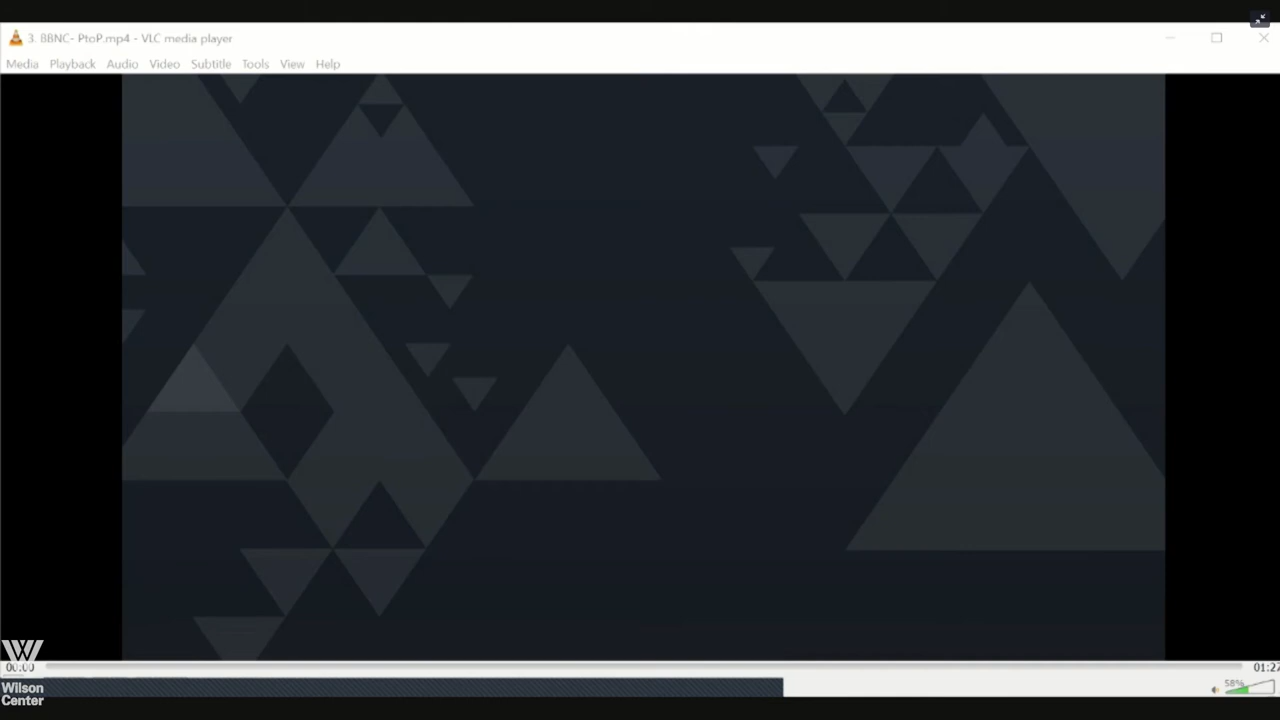 3. BBNC- PtoP.mp4 - VLC media player
Media Playback Audio Video Subtitle Tools View Help
00:00
01:27
58%
W
Wilson
Center